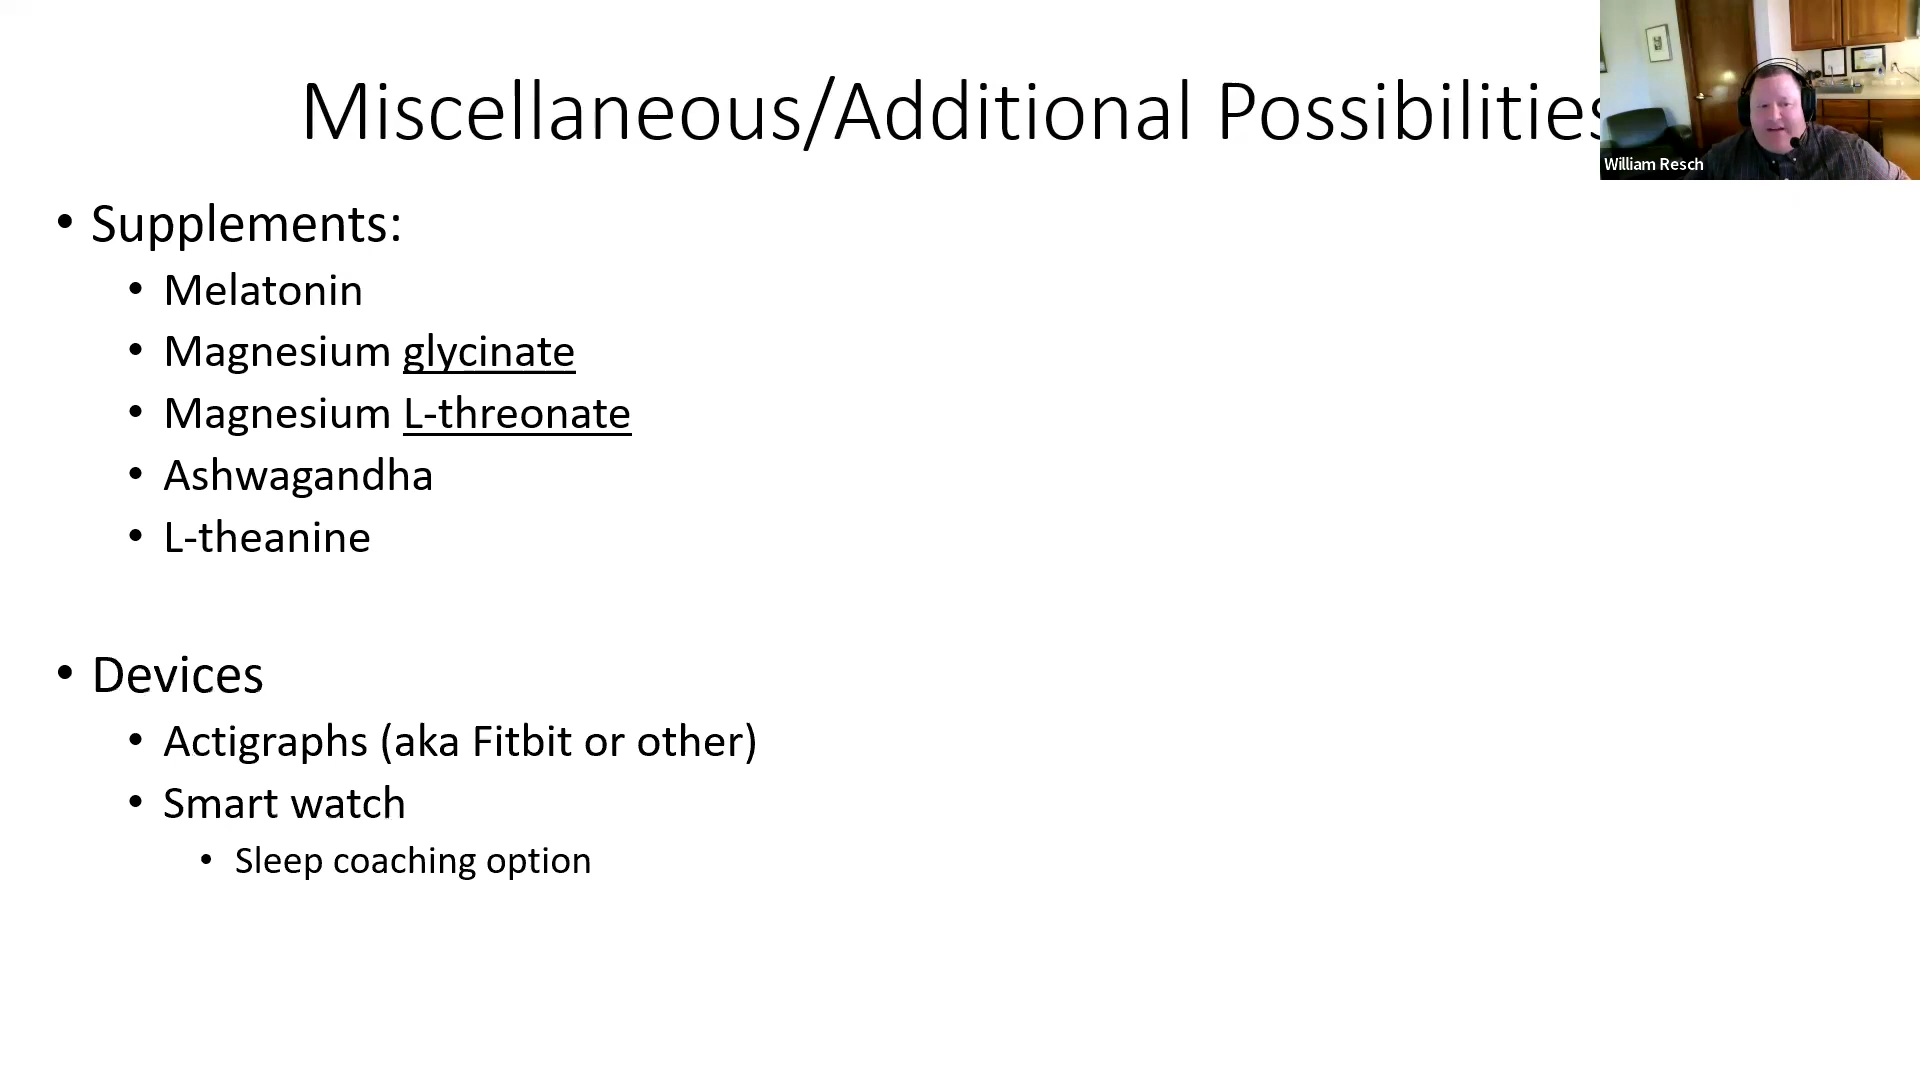 Miscellaneous/Additional Possibilities
William Resch
• Supplements:
• Melatonin
• Magnesium glycinate
• Magnesium L-threonate
• Ashwagandha
• L-theanine
• Devices
• Actigraphs (aka Fitbit or other)
• Smart watch
• Sleep coaching option